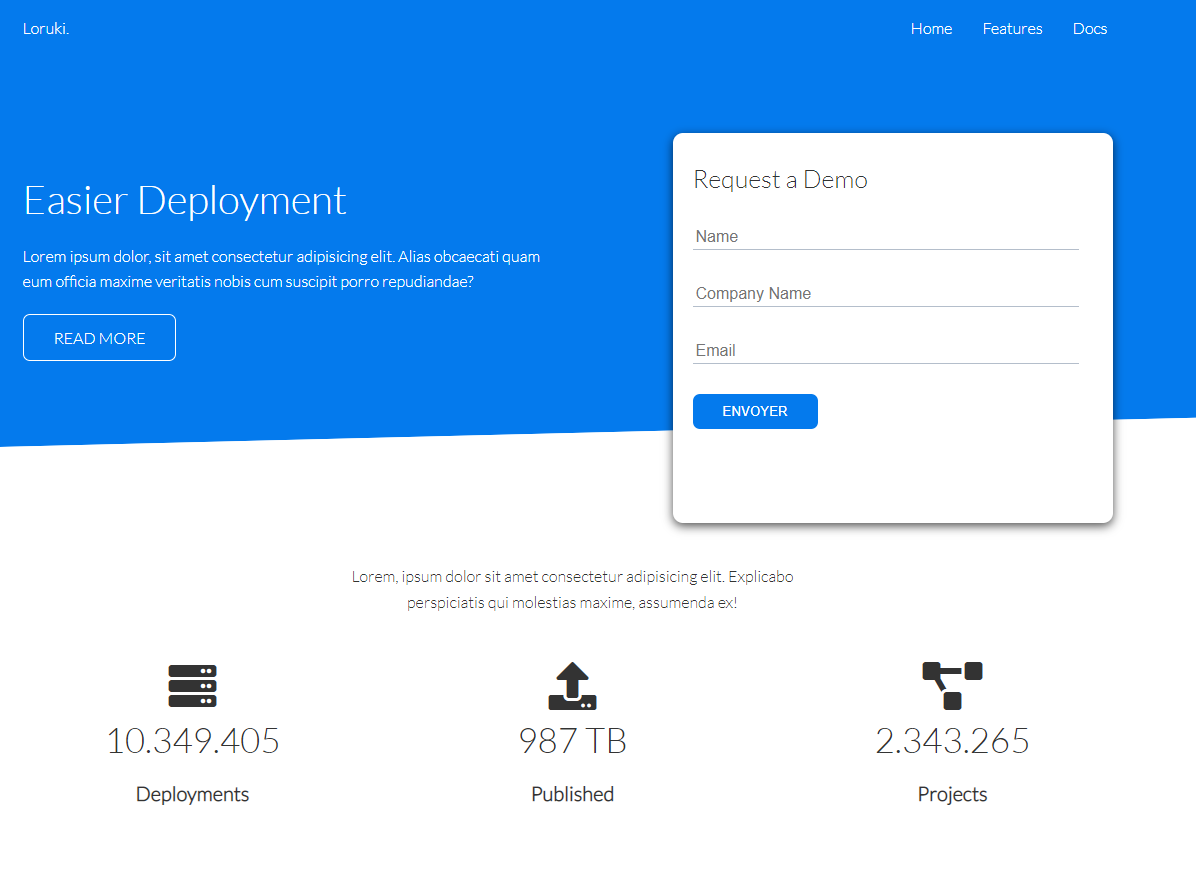 Loruki.
Home Features Docs
Easier Deployment
Lorem ipsum dolor, sit amet consectetur adipisicing elit. Alias obcaecati quam
eum officia maxime veritatis nobis cum suscipit porro repudiandae?
READ MORE
Request a Demo
Name
Company Name
Email
ENVOYER
Lorem, ipsum dolor sit amet consectetur adipisicing elit. Explicabo
perspiciatis qui molestias maxime, assumenda ex!
10.349.405
Deployments
987 TB
Published
2.343.265
Projects